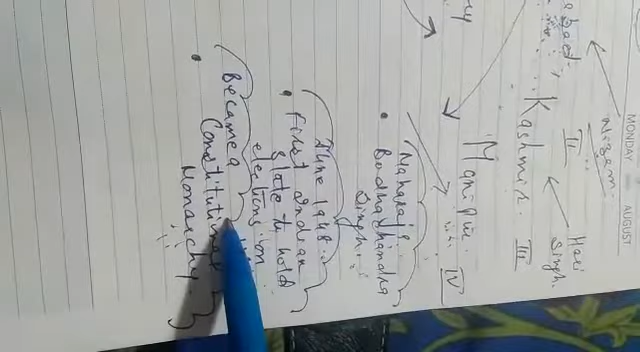 MONDAY
AUGUST
Nizam.
II
Hari
Singh.
Kashmir. III
Manipur
IV
Maharaja
Bodhachandra
Singh
June 1948.
First Indian
State to hold
elections on
Became a
Constitutional
Monarchy.